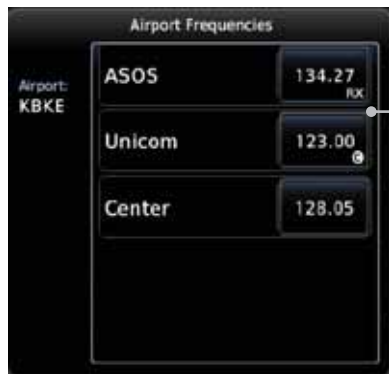 Airport Frequencies
Airport:
KBKE
ASOS 134.27
RX
Unicom 123.00
C
Center 128.05